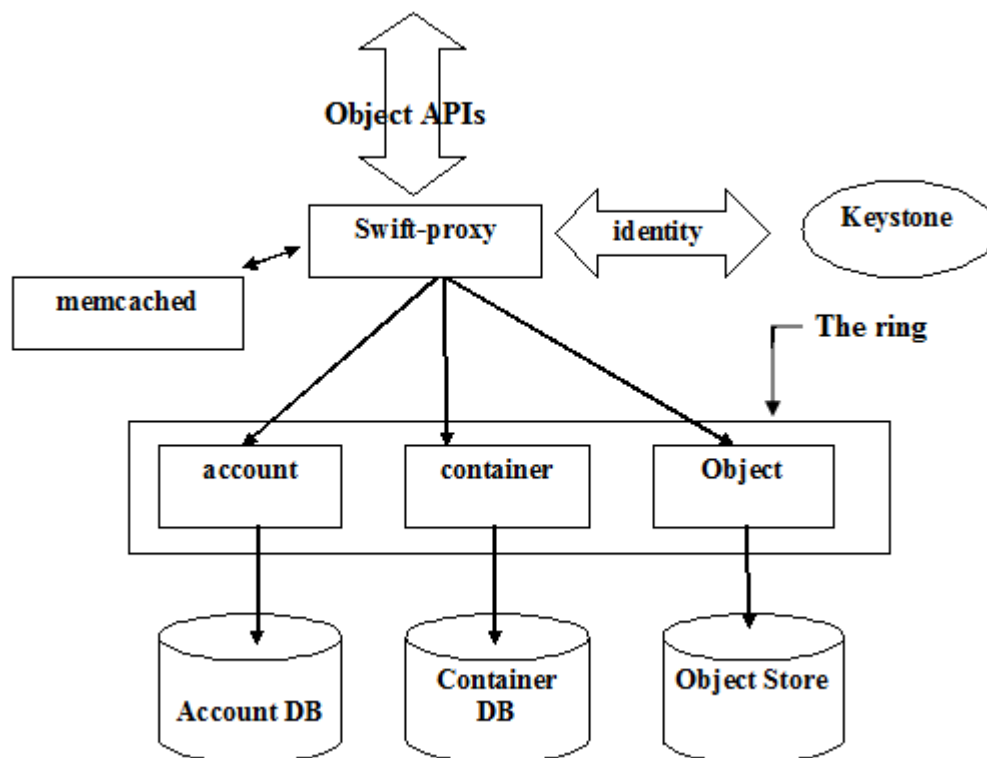 Object APIs
Swift-proxy
identity
Keystone
memcached
The ring
account
container
Object
Account DB
Container
DB
Object Store